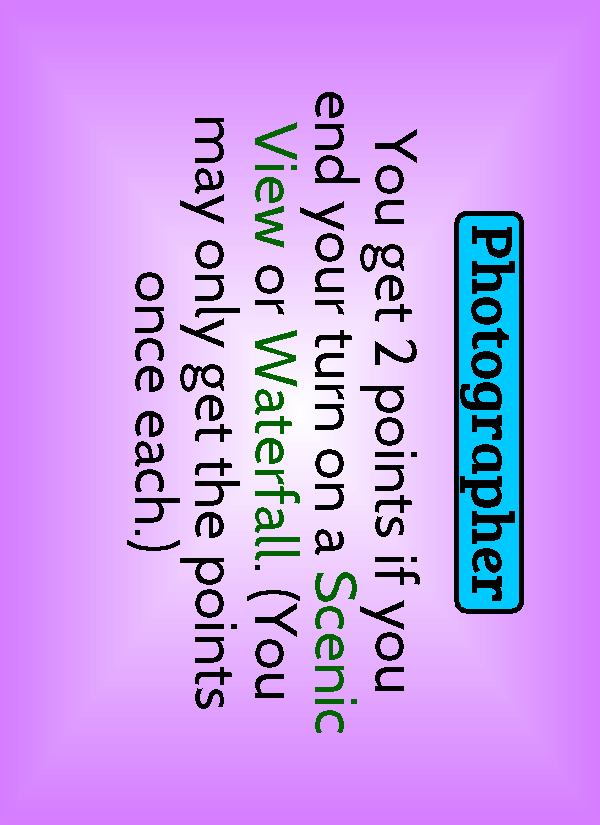 Photographer
You get 2 points if you
end your turn on a Scenic
View or Waterfall. (You
may only get the points
once each.)